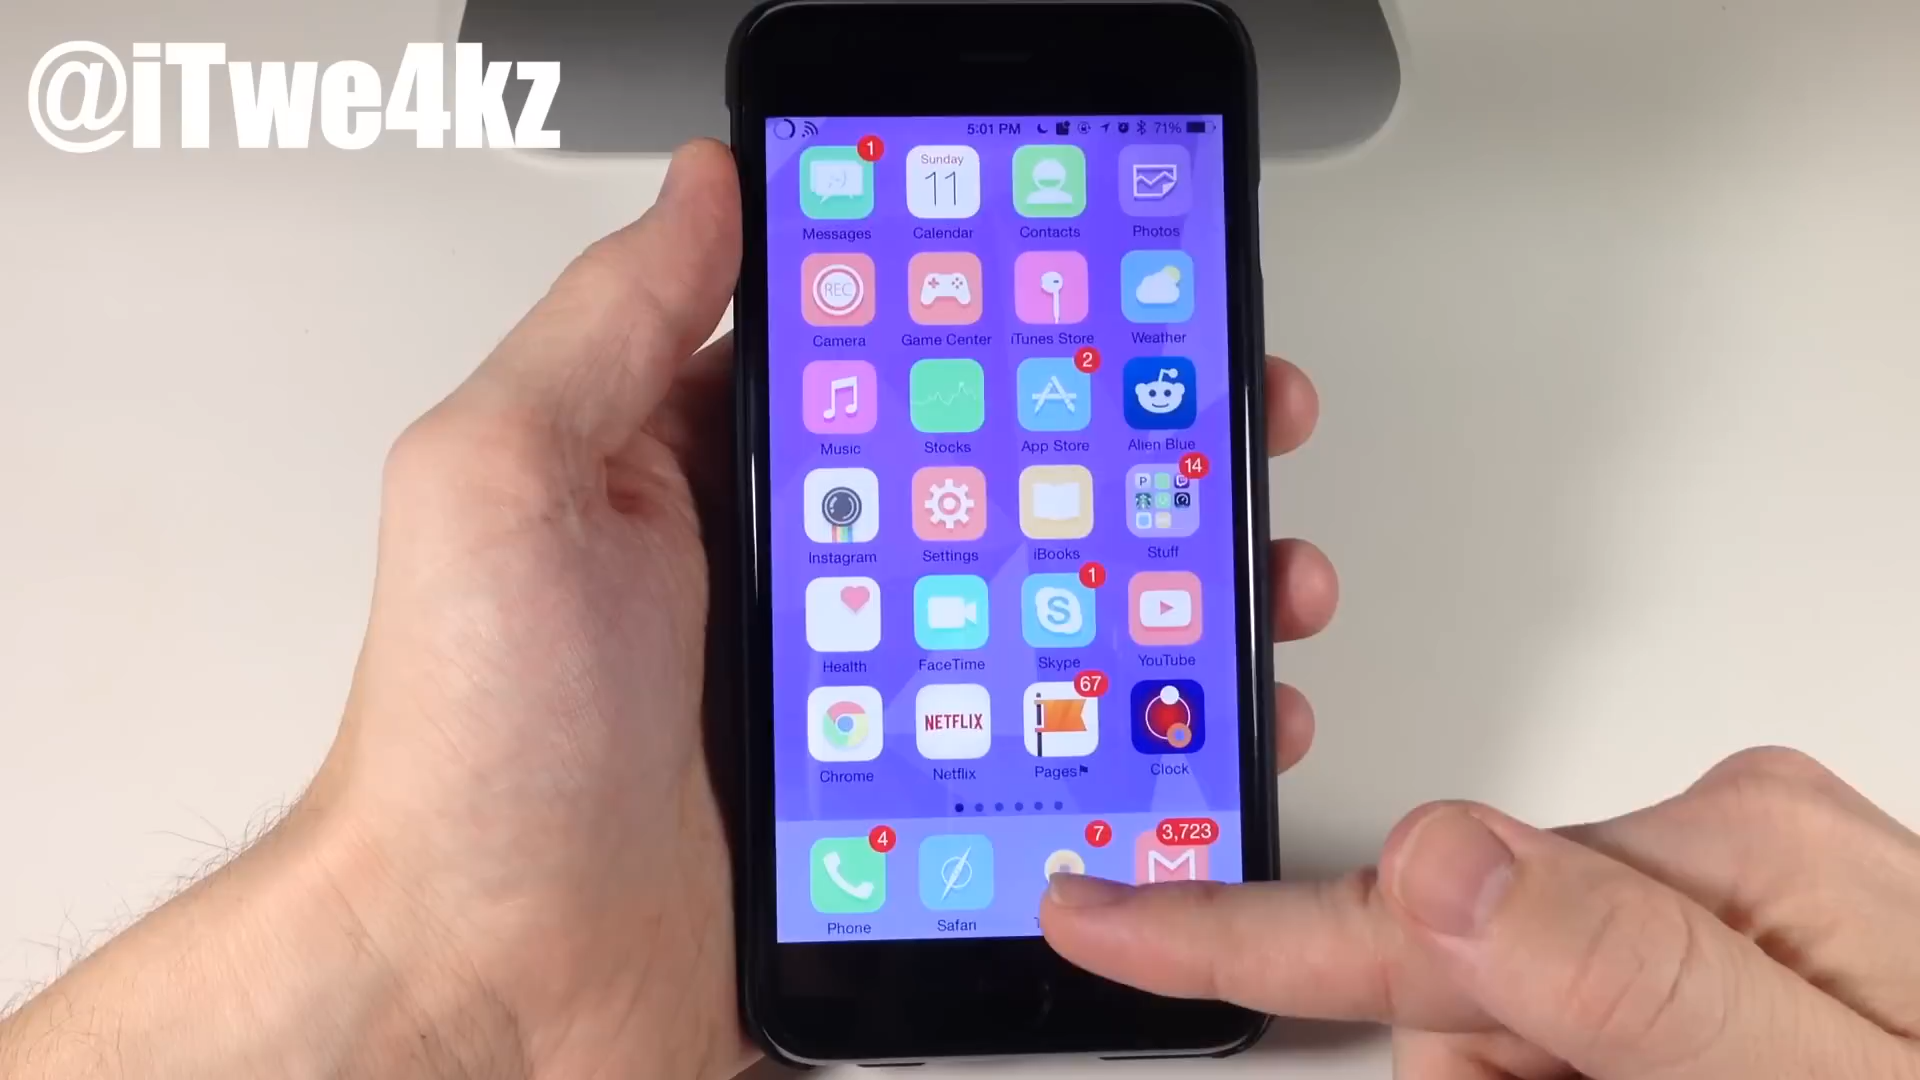 @iTwe4kz
5:01 PM 71%
1
Sunday
11
Messages Calendar Contacts Photos
REC
Camera Game Center iTunes Store Weather
2
Music Stocks App Store Alien Blue
14
P
Instagram Settings iBooks Stuff
1
S
Health FaceTime Skype YouTube
67
NETFLIX
Chrome Netflix Pages Clock
4 7 3,723
Phone Safari